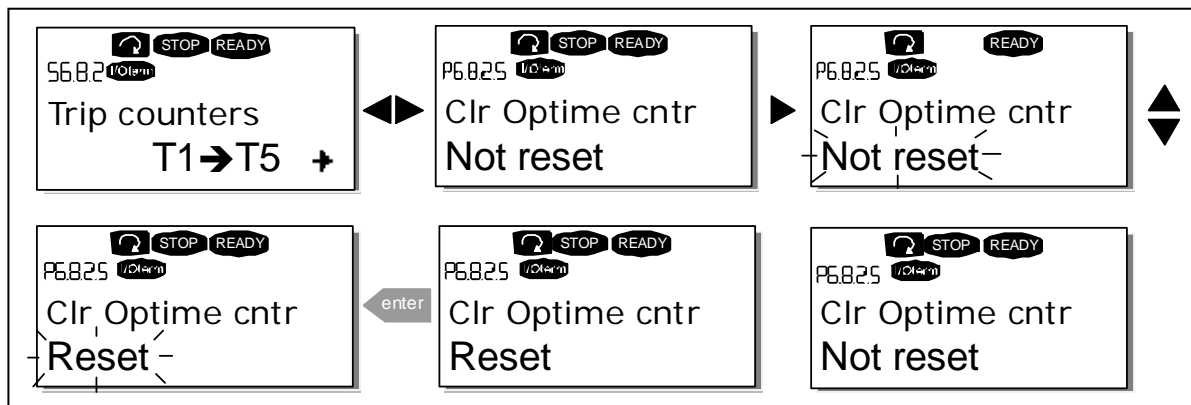 STOP READY
S6.8.2 I/Oterm
Trip counters
T1➔T5
STOP READY
P6.8.2.5 I/Oterm
Clr Optime cntr
Not reset
READY
P6.8.2.5 I/Oterm
Clr Optime cntr
Not reset
STOP READY
P6.8.2.5 I/Oterm
Clr Optime cntr
Reset
enter
STOP READY
P6.8.2.5 I/Oterm
Clr Optime cntr
Reset
STOP READY
P6.8.2.5 I/Oterm
Clr Optime cntr
Not reset